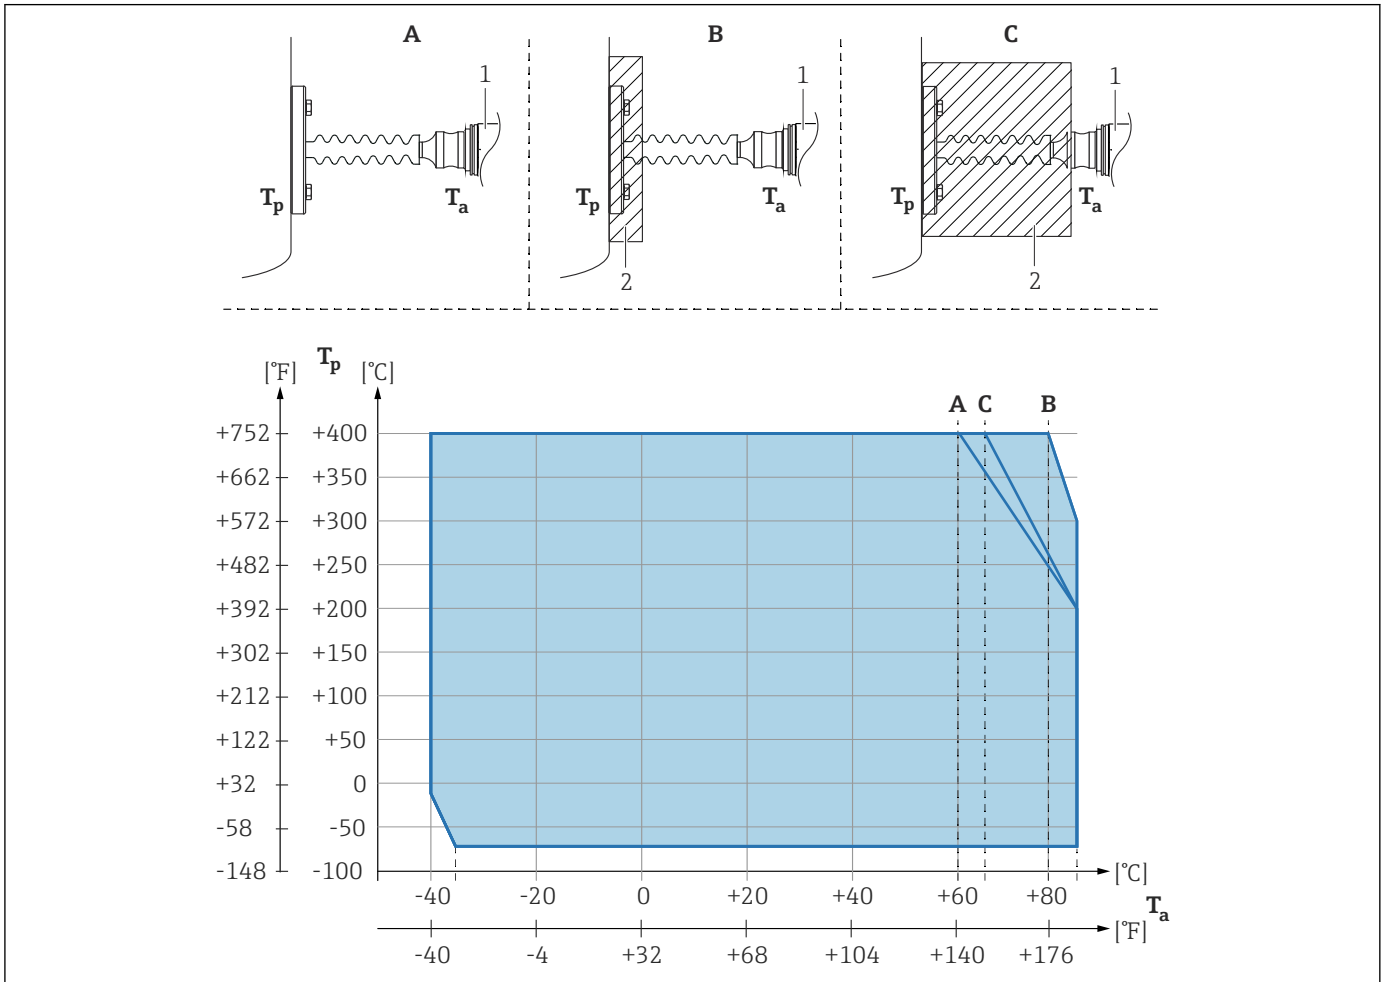 A B C
1 1 1
Tp Ta Tp Ta Tp Ta
2 2
Tp
[°F] [°C]
A C B
+752 +400
+662 +350
+572 +300
+482 +250
+392 +200
+302 +150
+212 +100
+122 +50
+32 0
-58 -50
-148 -100
[°C]
-40 -20 0 +20 +40 +60 +80
Ta
[°F]
-40 -4 +32 +68 +104 +140 +176